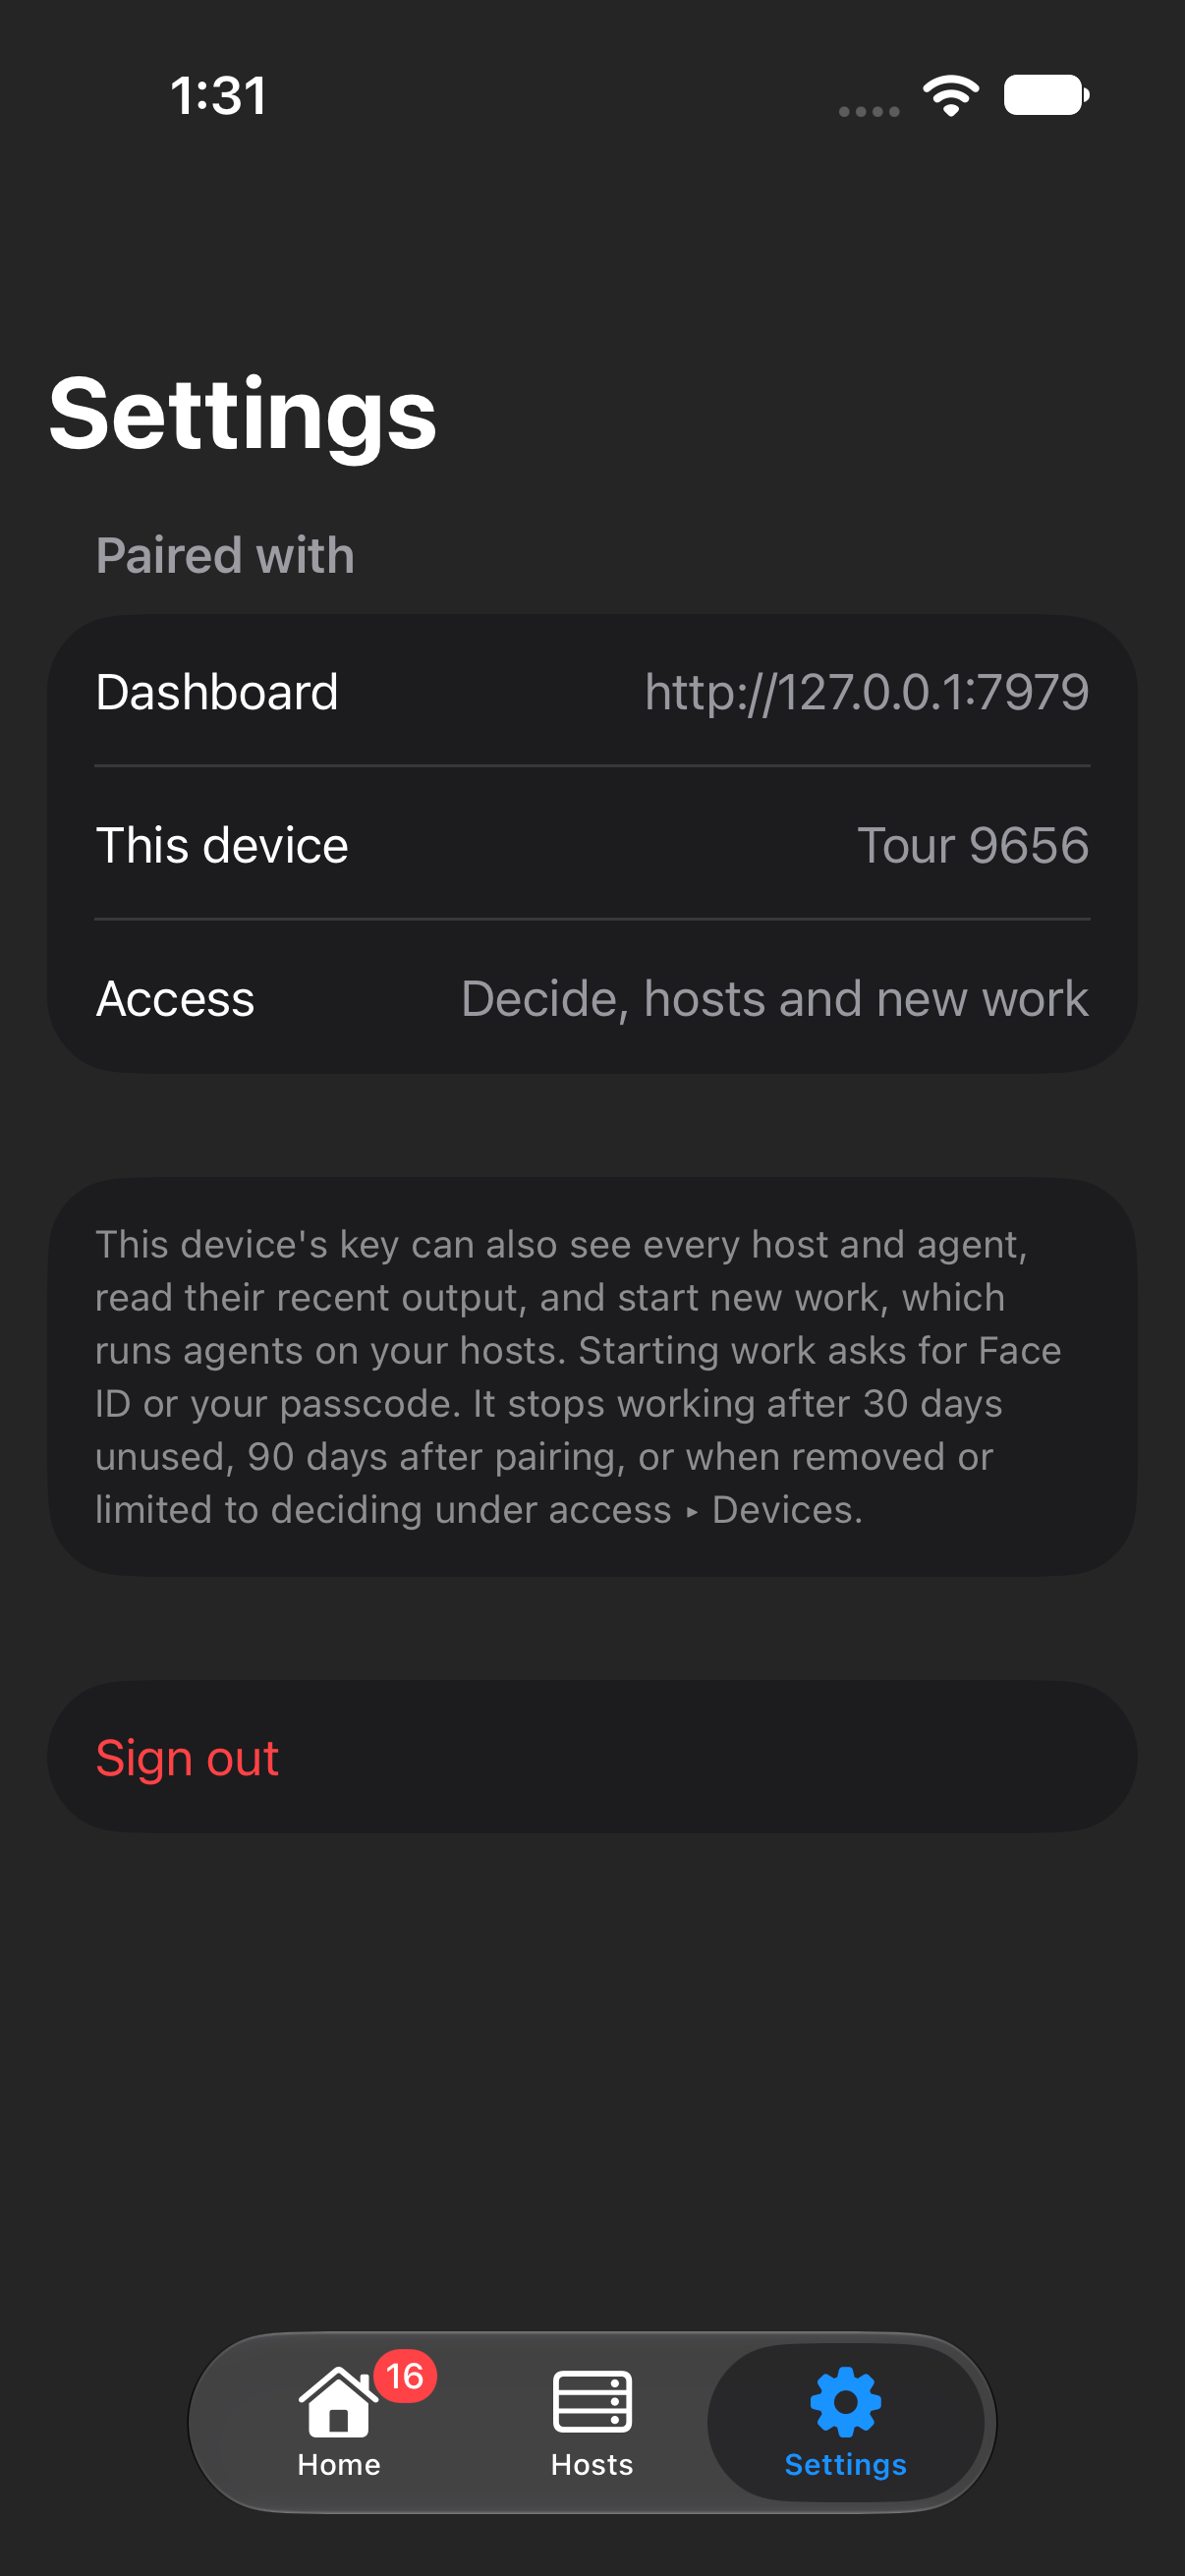 1:31
Settings
Paired with
Dashboard http://127.0.0.1:7979
This device Tour 9656
Access Decide, hosts and new work
This device's key can also see every host and agent,
read their recent output, and start new work, which
runs agents on your hosts. Starting work asks for Face
ID or your passcode. It stops working after 30 days
unused, 90 days after pairing, or when removed or
limited to deciding under access ▸ Devices.
Sign out
16
Home Hosts Settings